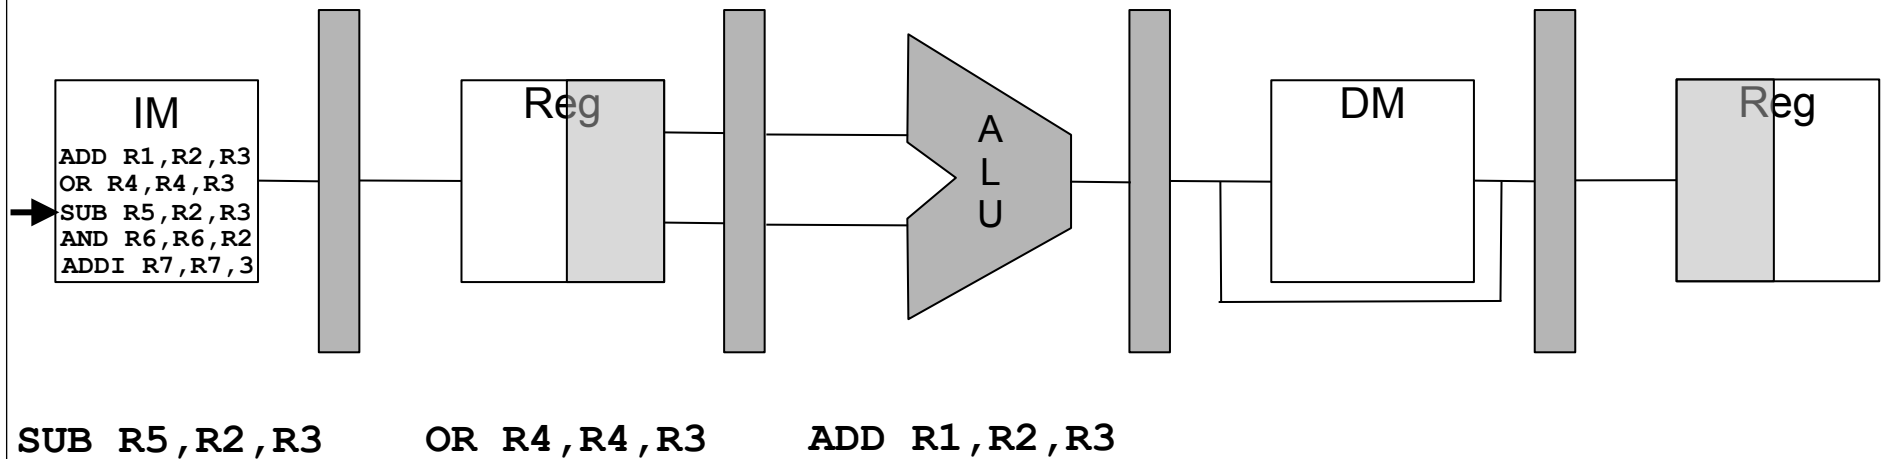 IM
ADD R1,R2,R3
OR R4,R4,R3
SUB R5,R2,R3
AND R6,R6,R2
ADDI R7,R7,3
Reg
A
L
U
DM
Reg
SUB R5,R2,R3 OR R4,R4,R3 ADD R1,R2,R3